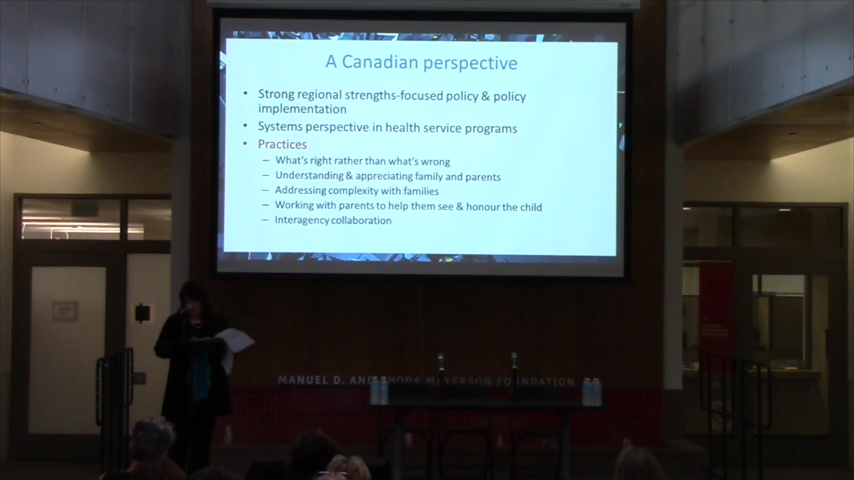 A Canadian perspective
• Strong regional strengths-focused policy & policy
implementation
• Systems perspective in health service programs
• Practices
– What's right rather than what's wrong
– Understanding & appreciating family and parents
– Addressing complexity with families
– Working with parents to help them see & honour the child
– Interagency collaboration
MANUEL D. AND RHODA MAYERSON FOUNDATION